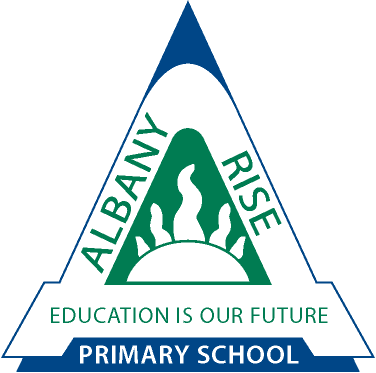 ALBANY
RISE
EDUCATION IS OUR FUTURE
PRIMARY SCHOOL